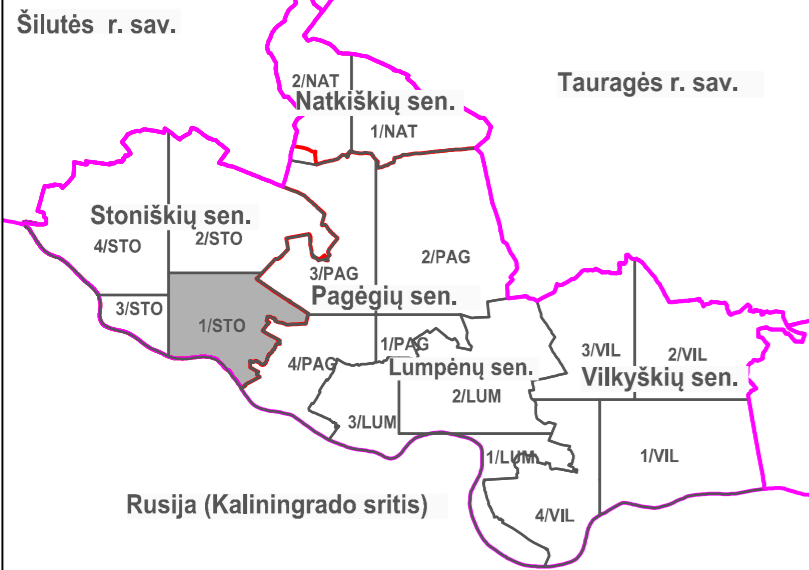 Šilutės r. sav.
Tauragės r. sav.
2/NAT
Natkiškių sen.
1/NAT
Stoniškių sen.
2/STO
4/STO
2/PAG
3/PAG
Pagėgių sen.
3/STO
1/STO
1/PAG
4/PAG
Lumpėnų sen.
3/VIL
2/VIL
Vilkyškių sen.
2/LUM
3/LUM
1/LUM
1/VIL
Rusija (Kaliningrado sritis)
4/VIL